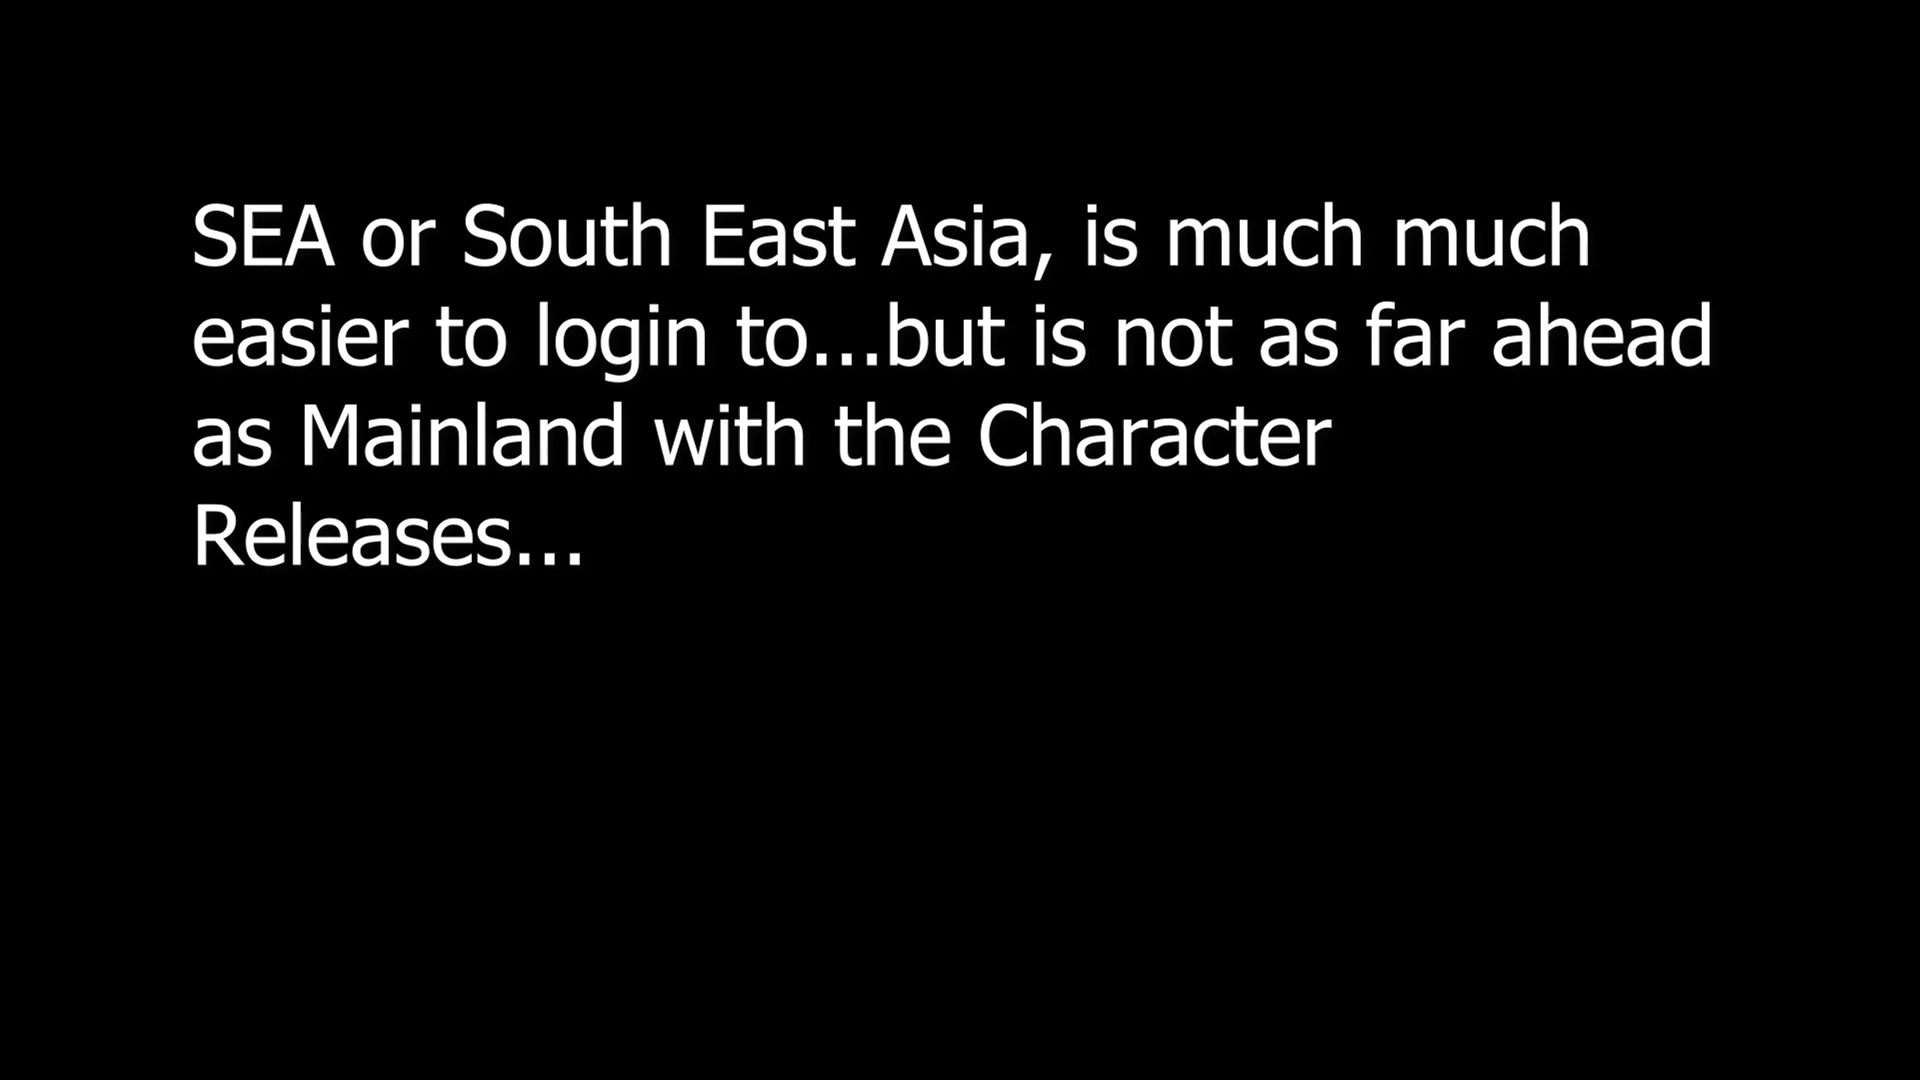 SEA or South East Asia, is much much
easier to login to...but is not as far ahead
as Mainland with the Character
Releases...